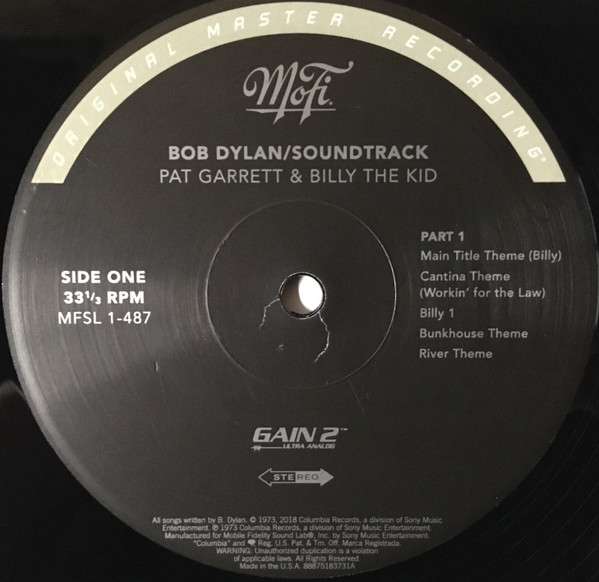 ORIGINAL MASTER RECORDING®
MoFi®
BOB DYLAN/SOUNDTRACK
PAT GARRETT & BILLY THE KID
SIDE ONE
33⅓ RPM
MFSL 1-487
PART 1
Main Title Theme (Billy)
Cantina Theme
(Workin' for the Law)
Billy 1
Bunkhouse Theme
River Theme
GAIN 2™
ULTRA ANALOG
STEREO
All songs written by B. Dylan. © 1973, 2018 Columbia Records, a division of Sony Music
Entertainment. ℗ 1973 Columbia Records, a division of Sony Music Entertainment.
Manufactured for Mobile Fidelity Sound Lab®, Inc. by Sony Music Entertainment.
"Columbia" and Reg. U.S. Pat. & Tm. Off. Marca Registrada.
WARNING: Unauthorized duplication is a violation
of applicable laws. All Rights Reserved.
Made in the U.S.A. 88875183731A